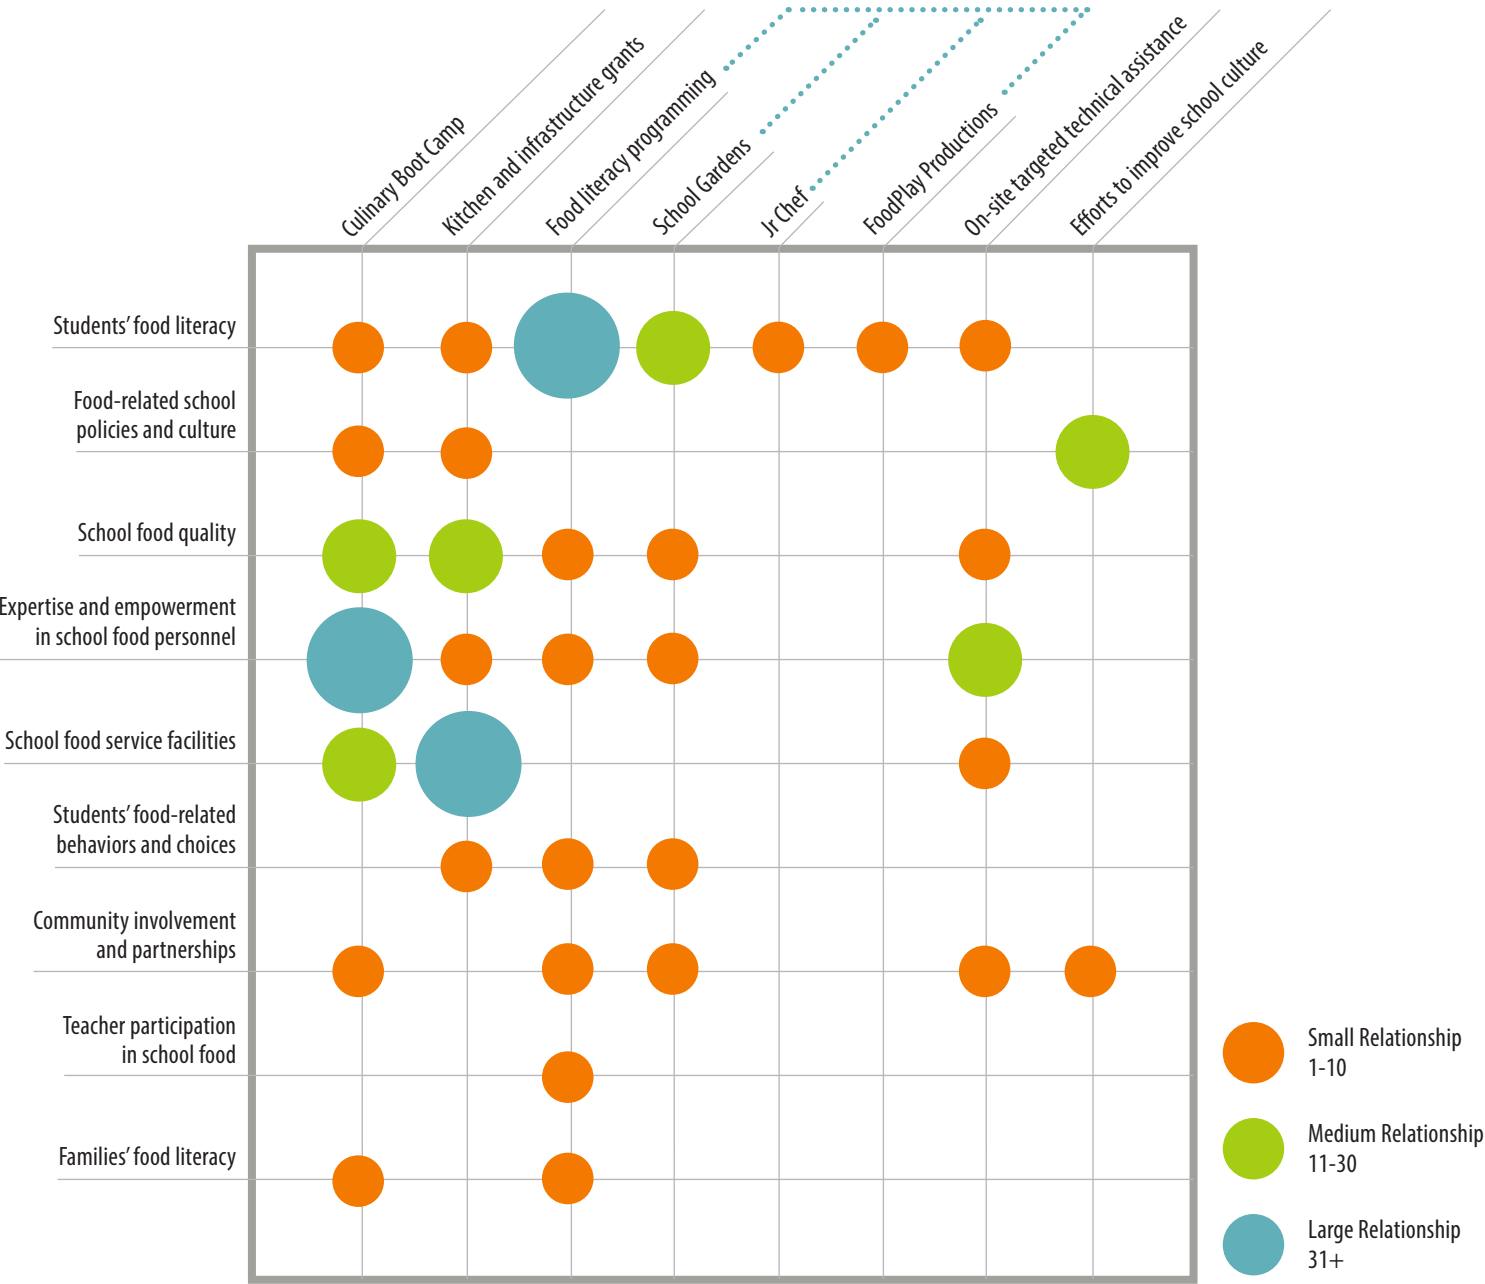 Culinary Boot Camp
Kitchen and infrastructure grants
Food literacy programming
School Gardens
Jr Chef
FoodPlay Productions
On-site targeted technical assistance
Efforts to improve school culture
Students’ food literacy
Food-related school
policies and culture
School food quality
Expertise and empowerment
in school food personnel
School food service facilities
Students’ food-related
behaviors and choices
Community involvement
and partnerships
Teacher participation
in school food
Families’ food literacy
Small Relationship
1-10
Medium Relationship
11-30
Large Relationship
31+